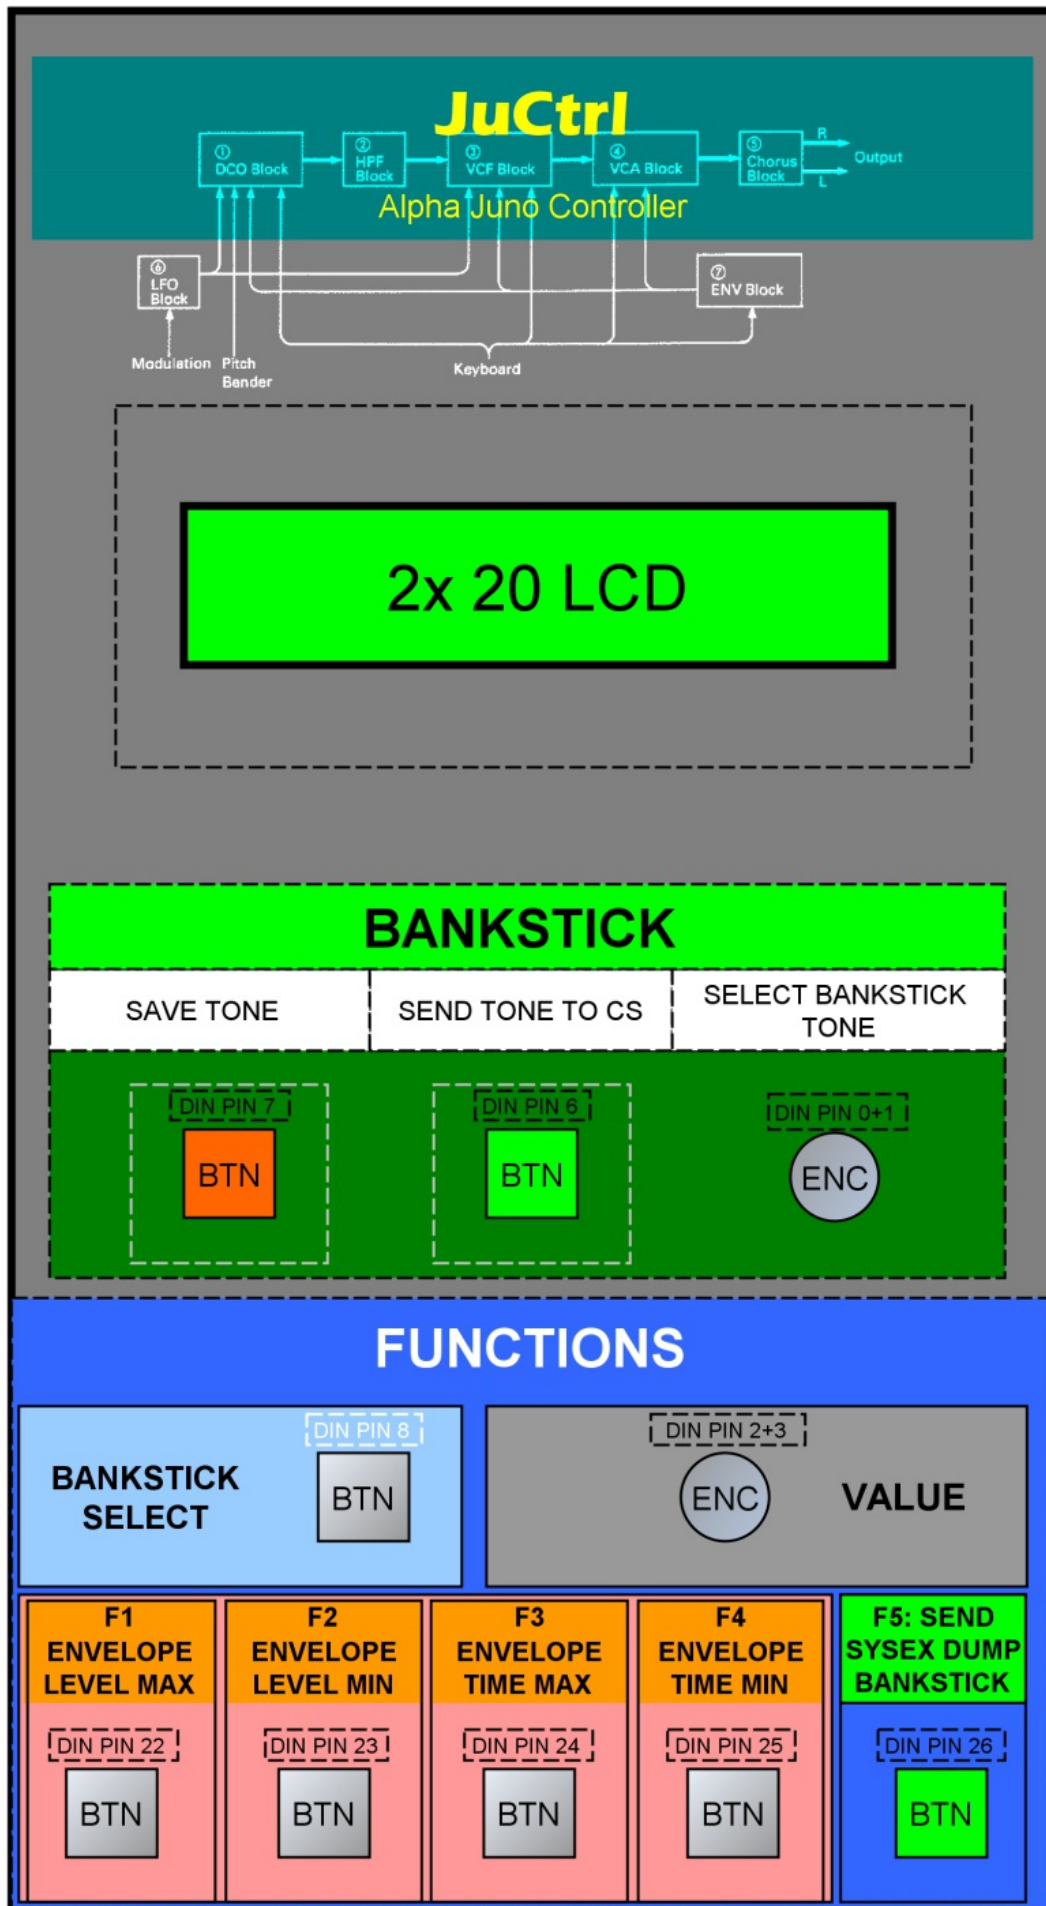 JuCtrl
① DCO Block
② HPF
Block
③ VCF Block
④ VCA Block
⑤ Chorus
Block
R
L
Output
Alpha Juno Controller
⑥ LFO
Block
⑦ ENV Block
Modulation
Pitch
Bender
Keyboard
2x 20 LCD
BANKSTICK
SAVE TONE
SEND TONE TO CS
SELECT BANKSTICK
TONE
DIN PIN 7
DIN PIN 6
DIN PIN 0+1
BTN
BTN
ENC
FUNCTIONS
BANKSTICK
SELECT
DIN PIN 8
BTN
DIN PIN 2+3
ENC
VALUE
F1
ENVELOPE
LEVEL MAX
F2
ENVELOPE
LEVEL MIN
F3
ENVELOPE
TIME MAX
F4
ENVELOPE
TIME MIN
F5: SEND
SYSEX DUMP
BANKSTICK
DIN PIN 22
DIN PIN 23
DIN PIN 24
DIN PIN 25
DIN PIN 26
BTN
BTN
BTN
BTN
BTN